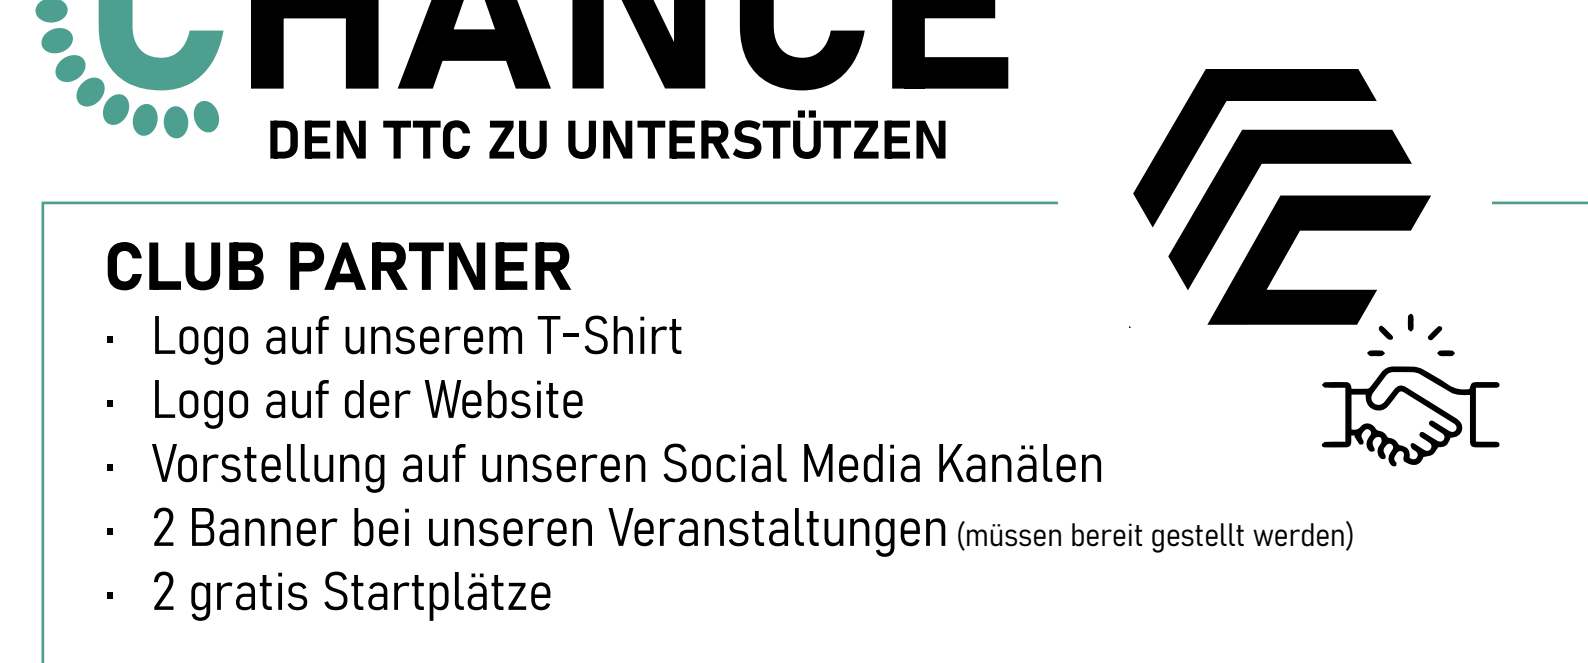 CHANCE
DEN TTC ZU UNTERSTÜTZEN
CLUB PARTNER
· Logo auf unserem T-Shirt
· Logo auf der Website
· Vorstellung auf unseren Social Media Kanälen
· 2 Banner bei unseren Veranstaltungen (müssen bereit gestellt werden)
· 2 gratis Startplätze